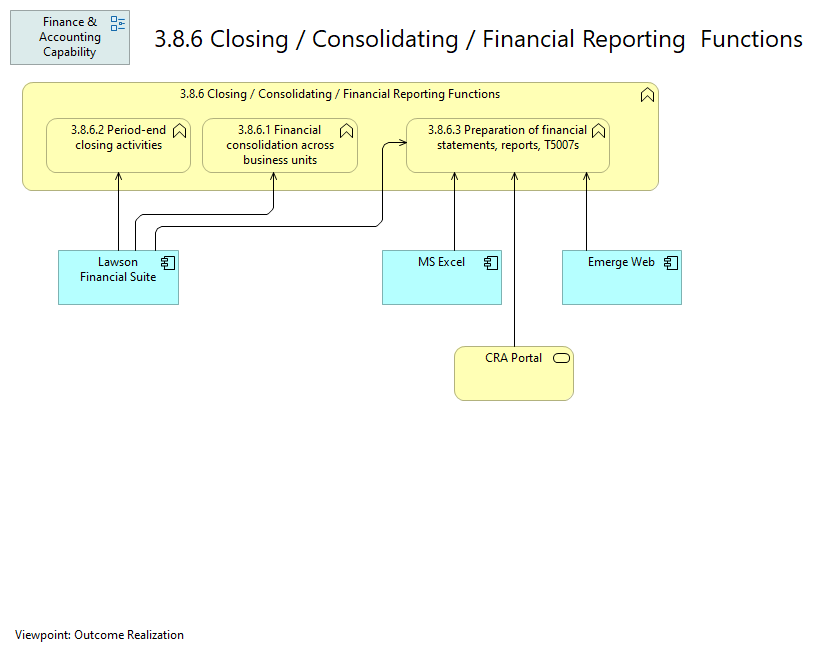 Finance &
Accounting
Capability
3.8.6 Closing / Consolidating / Financial Reporting  Functions
3.8.6 Closing / Consolidating / Financial Reporting Functions
3.8.6.2 Period-end
closing activities
3.8.6.1 Financial
consolidation across
business units
3.8.6.3 Preparation of financial
statements, reports, T5007s
Lawson
Financial Suite
MS Excel
Emerge Web
CRA Portal
Viewpoint: Outcome Realization